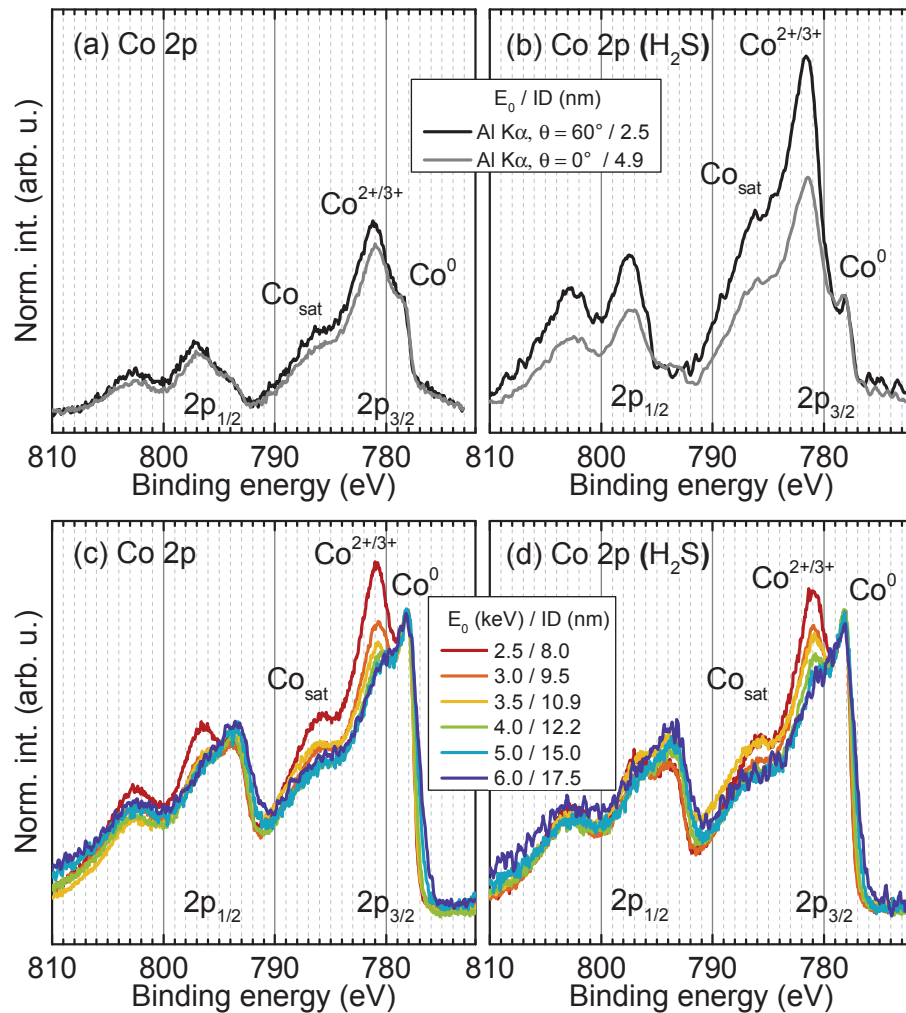 (a) Co 2p
Co²⁺/³⁺
Co⁰
Co_sat
2p₁/₂
2p₃/₂
Norm. int. (arb. u.)
810 800 790 780
Binding energy (eV)
(b) Co 2p (H₂S)
Co²⁺/³⁺
E₀ / ID (nm)
Al Kα, θ = 60° / 2.5
Al Kα, θ = 0° / 4.9
Co_sat
Co⁰
2p₁/₂
2p₃/₂
810 800 790 780
Binding energy (eV)
(c) Co 2p
Co²⁺/³⁺
Co⁰
Co_sat
2p₁/₂
2p₃/₂
Norm. int. (arb. u.)
810 800 790 780
Binding energy (eV)
(d) Co 2p (H₂S)
Co²⁺/³⁺
Co⁰
E₀ (keV) / ID (nm)
2.5 / 8.0
3.0 / 9.5
3.5 / 10.9
4.0 / 12.2
5.0 / 15.0
6.0 / 17.5
Co_sat
2p₁/₂
2p₃/₂
810 800 790 780
Binding energy (eV)